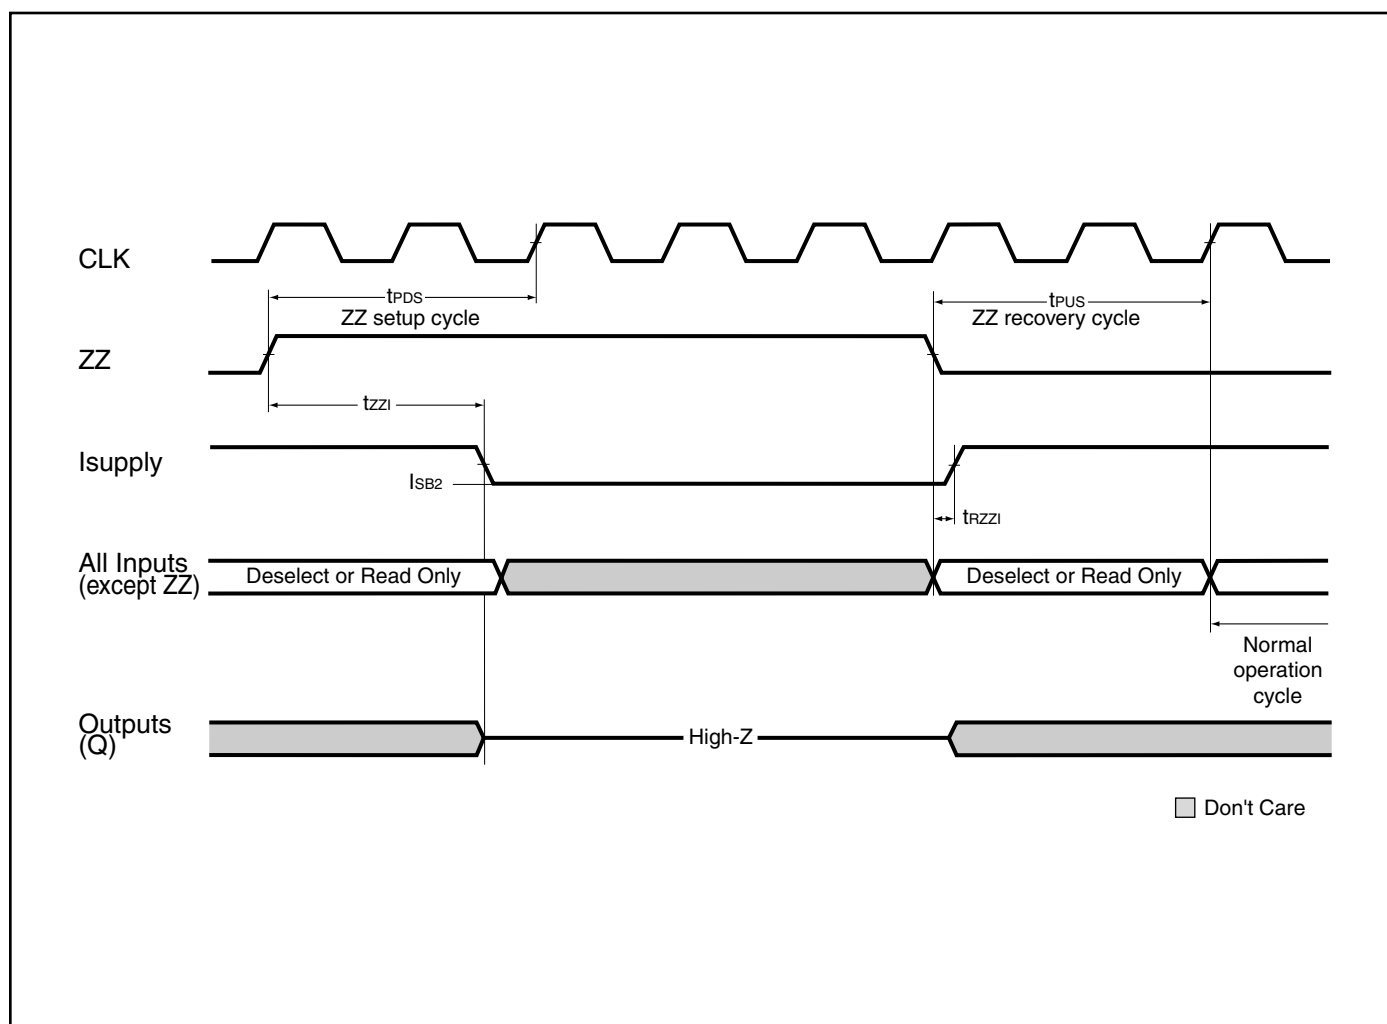 CLK
tPDS
ZZ setup cycle
tPUS
ZZ recovery cycle
ZZ
tZZI
Isupply
ISB2
tRZZI
All Inputs
(except ZZ)
Deselect or Read Only
Deselect or Read Only
Normal
operation
cycle
Outputs
(Q)
High-Z
Don't Care